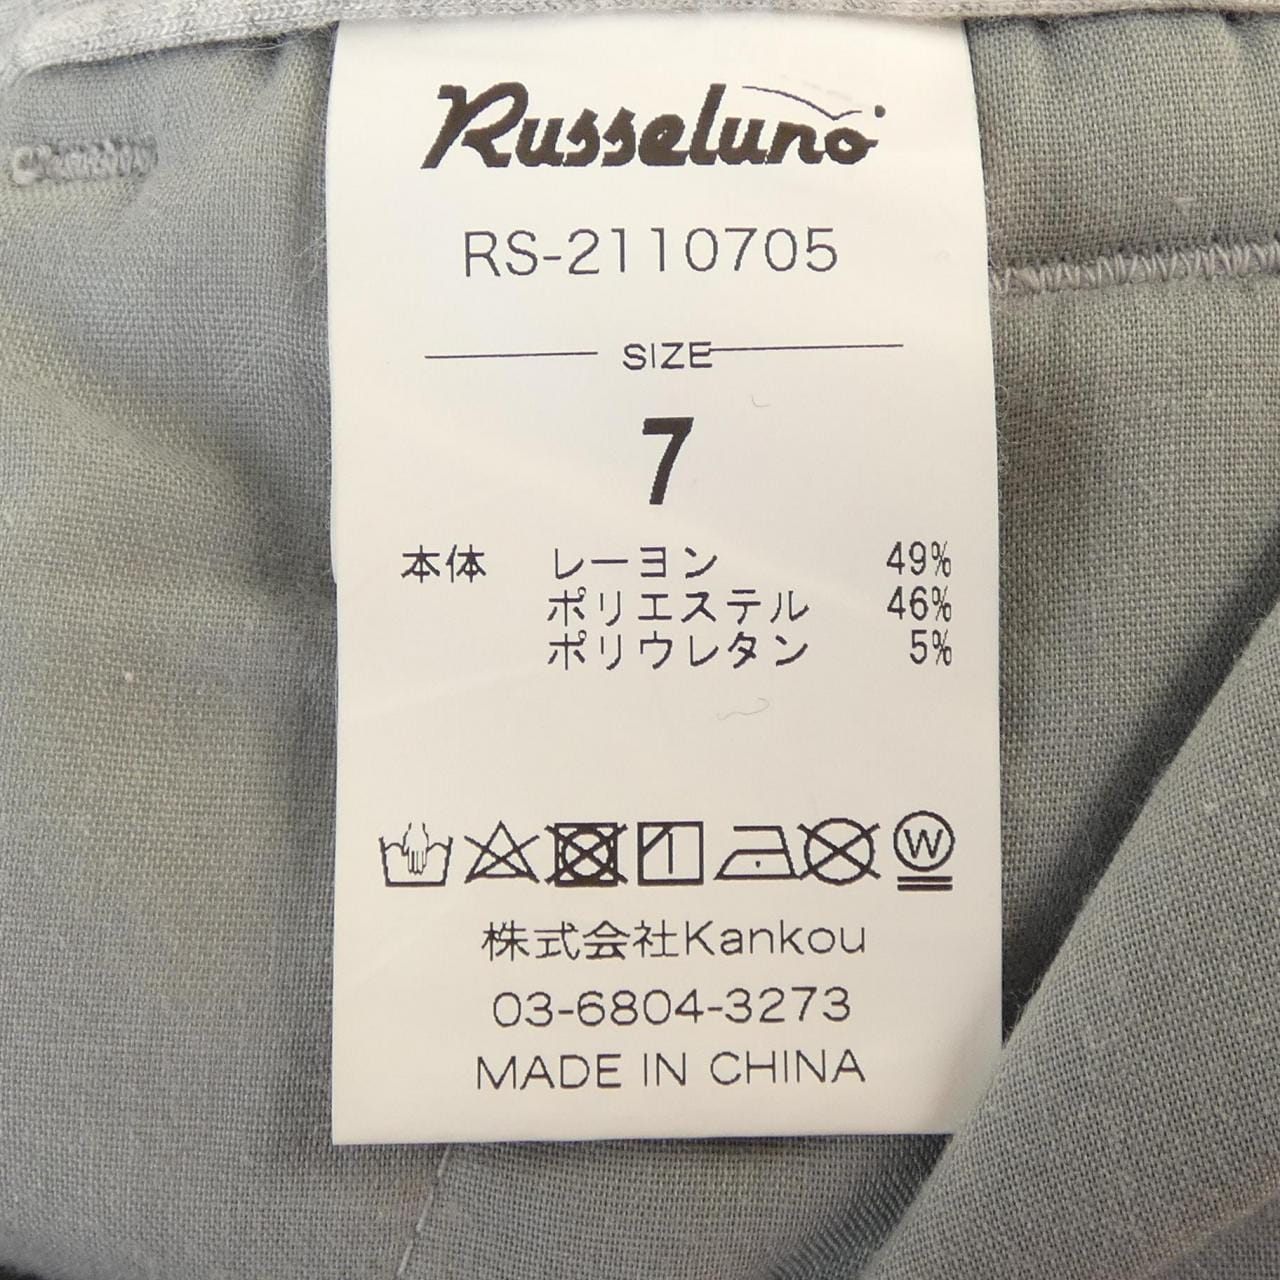 Russeluno
RS-2110705
SIZE
7
本体 レーヨン 49%
ポリエステル 46%
ポリウレタン 5%
W
株式会社Kankou
03-6804-3273
MADE IN CHINA